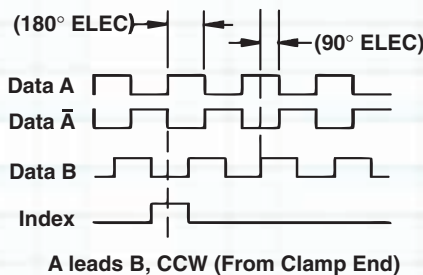 (180° ELEC)
(90° ELEC)
Data A
Data A̅
Data B
Index
A leads B, CCW (From Clamp End)